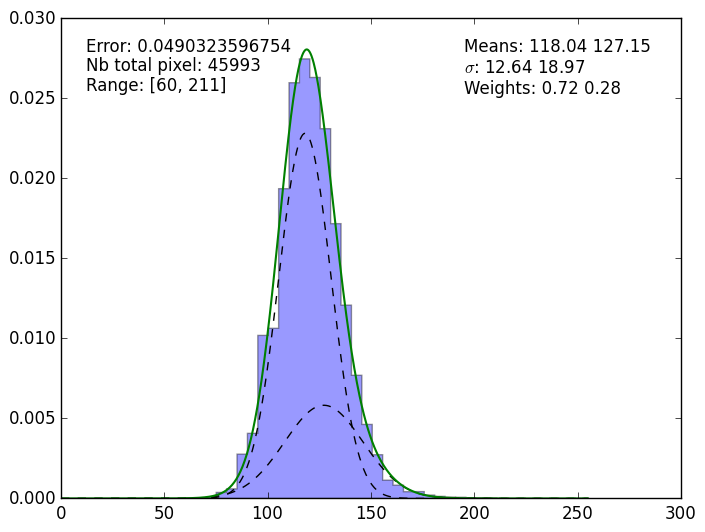 Error: 0.0490323596754
Nb total pixel: 45993
Range: [60, 211]
Means: 118.04 127.15
σ: 12.64 18.97
Weights: 0.72 0.28
0.030
0.025
0.020
0.015
0.010
0.005
0.000
0 50 100 150 200 250 300